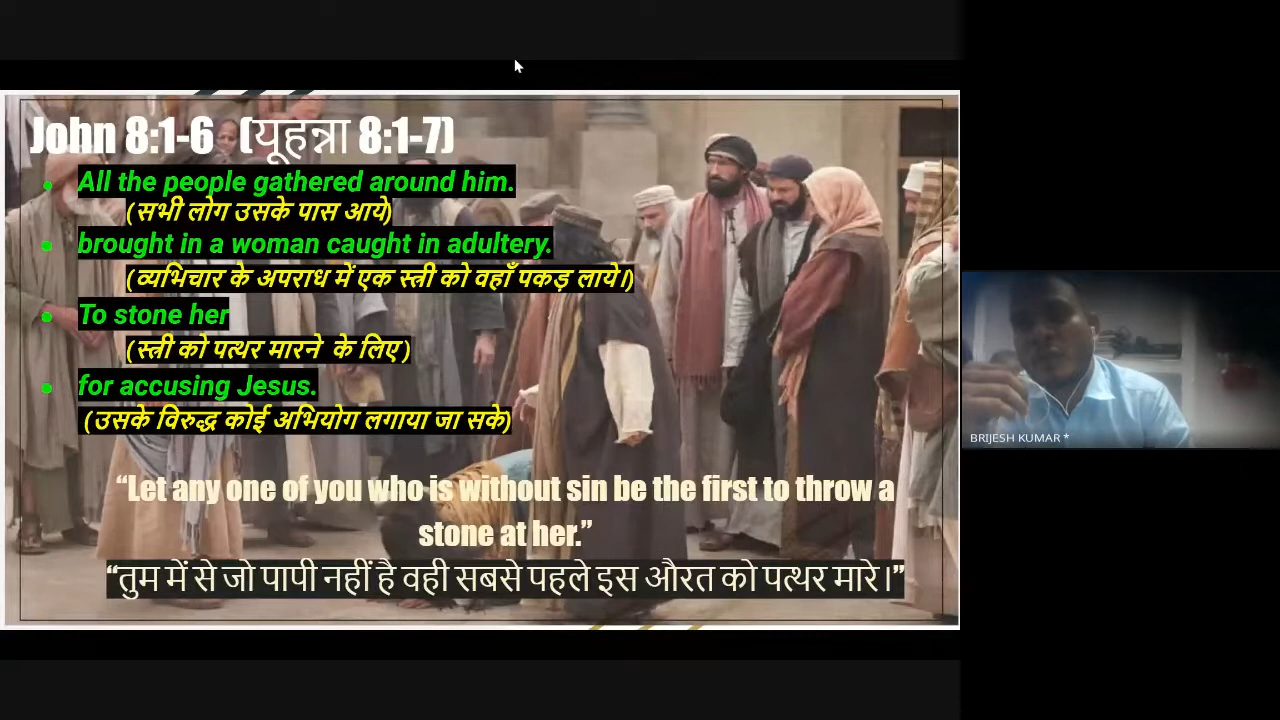 John 8:1-6 (यूहन्ना 8:1-7)
All the people gathered around him.
(सभी लोग उसके पास आये)
brought in a woman caught in adultery.
(व्यभिचार के अपराध में एक स्त्री को वहाँ पकड़ लाये।)
To stone her
(स्त्री को पत्थर मारने के लिए)
for accusing Jesus.
(उसके विरुद्ध कोई अभियोग लगाया जा सके)
“Let any one of you who is without sin be the first to throw a
stone at her.”
“तुम में से जो पापी नहीं है वही सबसे पहले इस औरत को पत्थर मारे।”
BRIJESH KUMAR *